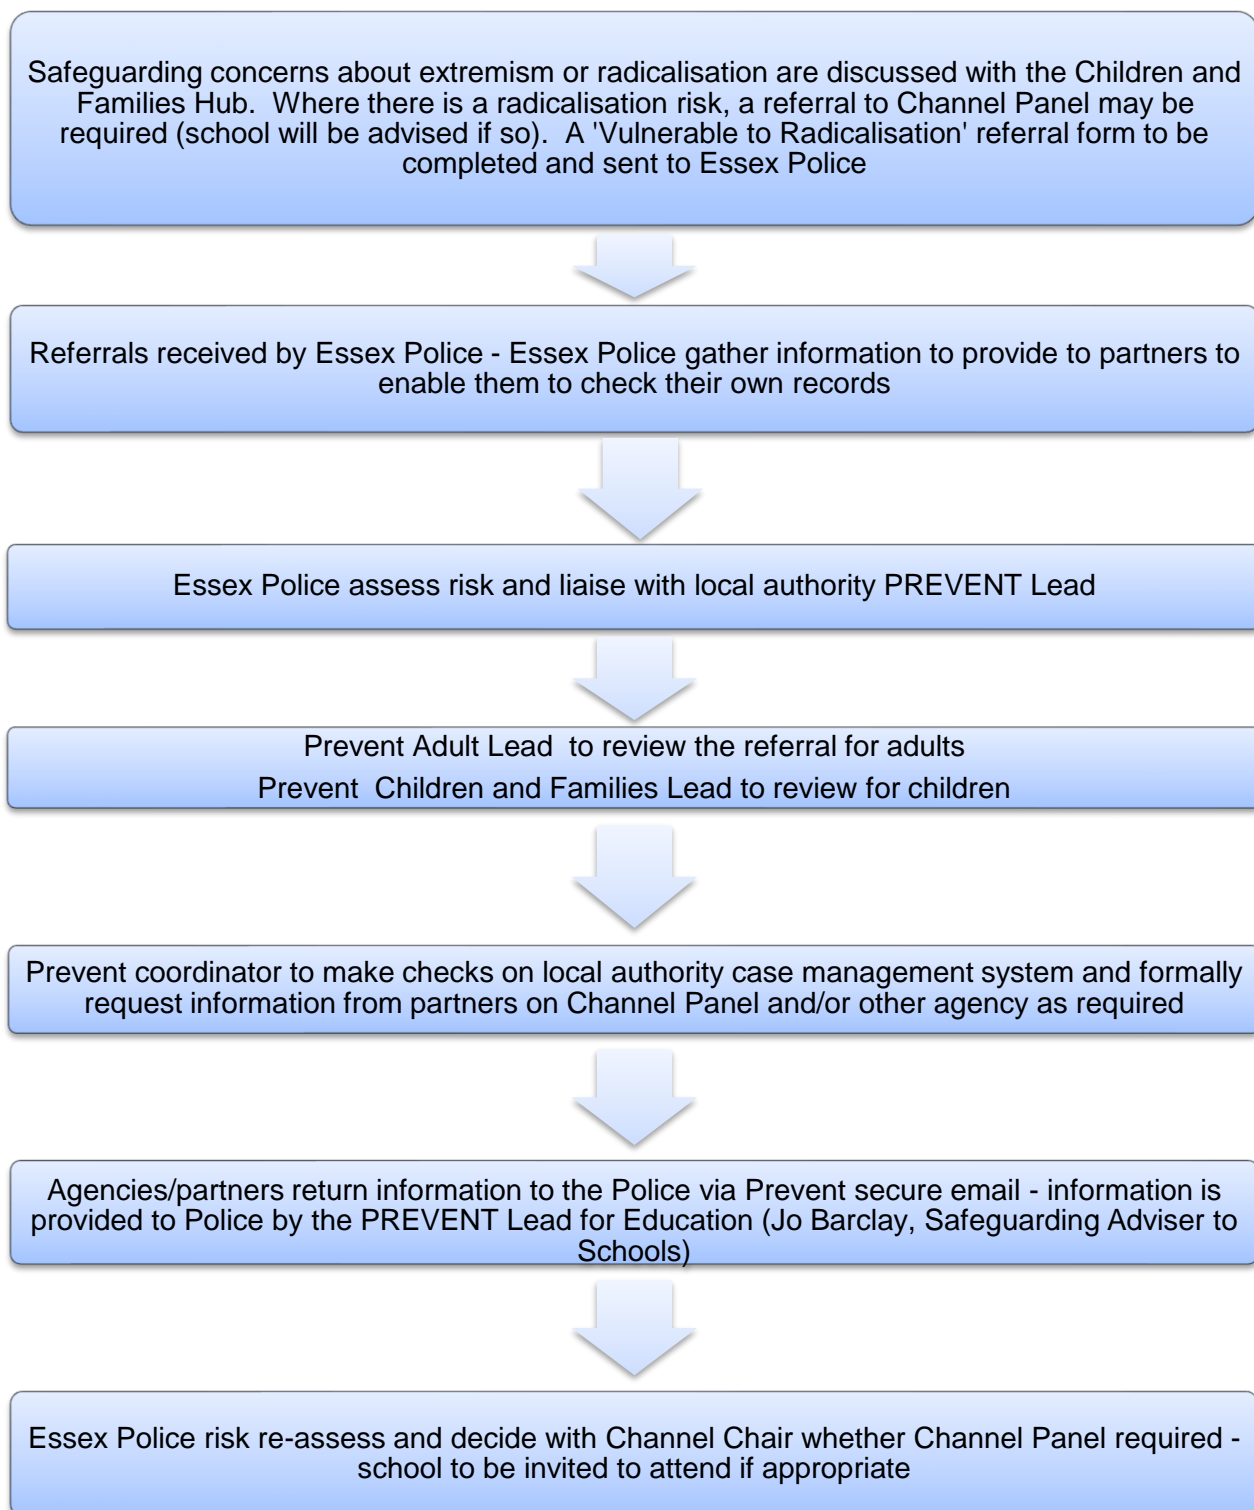 Safeguarding concerns about extremism or radicalisation are discussed with the Children and
Families Hub.  Where there is a radicalisation risk, a referral to Channel Panel may be
required (school will be advised if so).  A 'Vulnerable to Radicalisation' referral form to be
completed and sent to Essex Police
Referrals received by Essex Police - Essex Police gather information to provide to partners to
enable them to check their own records
Essex Police assess risk and liaise with local authority PREVENT Lead
Prevent Adult Lead  to review the referral for adults
Prevent  Children and Families Lead to review for children
Prevent coordinator to make checks on local authority case management system and formally
request information from partners on Channel Panel and/or other agency as required
Agencies/partners return information to the Police via Prevent secure email - information is
provided to Police by the PREVENT Lead for Education (Jo Barclay, Safeguarding Adviser to
Schools)
Essex Police risk re-assess and decide with Channel Chair whether Channel Panel required -
school to be invited to attend if appropriate